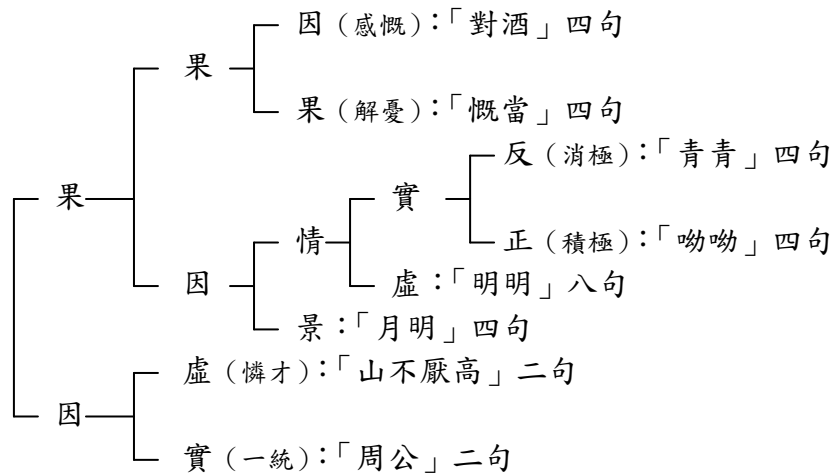 因（感慨）：「對酒」四句
果
果（解憂）：「慨當」四句
反（消極）：「青青」四句
果
實
正（積極）：「呦呦」四句
情
因
虛：「明明」八句
景：「月明」四句
虛（憐才）：「山不厭高」二句
因
實（一統）：「周公」二句